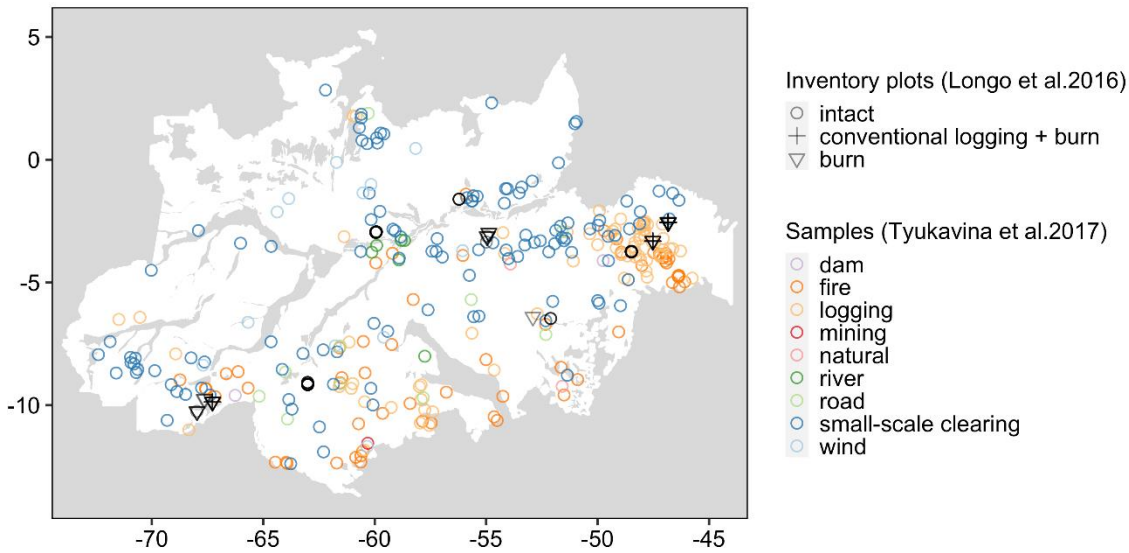 5
0
-5
-10
-70
-65
-60
-55
-50
-45
Inventory plots (Longo et al.2016)
intact
conventional logging + burn
burn
Samples (Tyukavina et al.2017)
dam
fire
logging
mining
natural
river
road
small-scale clearing
wind